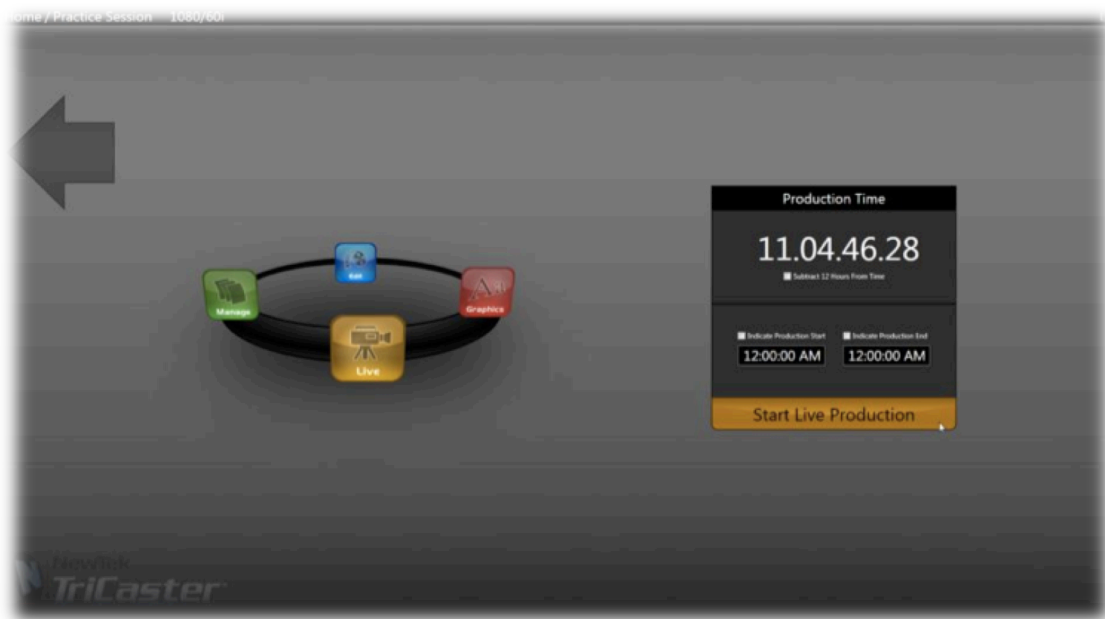 ome / Practice Session 1080/60i
Production Time
11.04.46.28
Subtract 12 Hours From Time
Edit
Manage
Graphics
Live
Indicate Production Start Indicate Production End
12:00:00 AM 12:00:00 AM
Start Live Production
NewTek
TriCaster